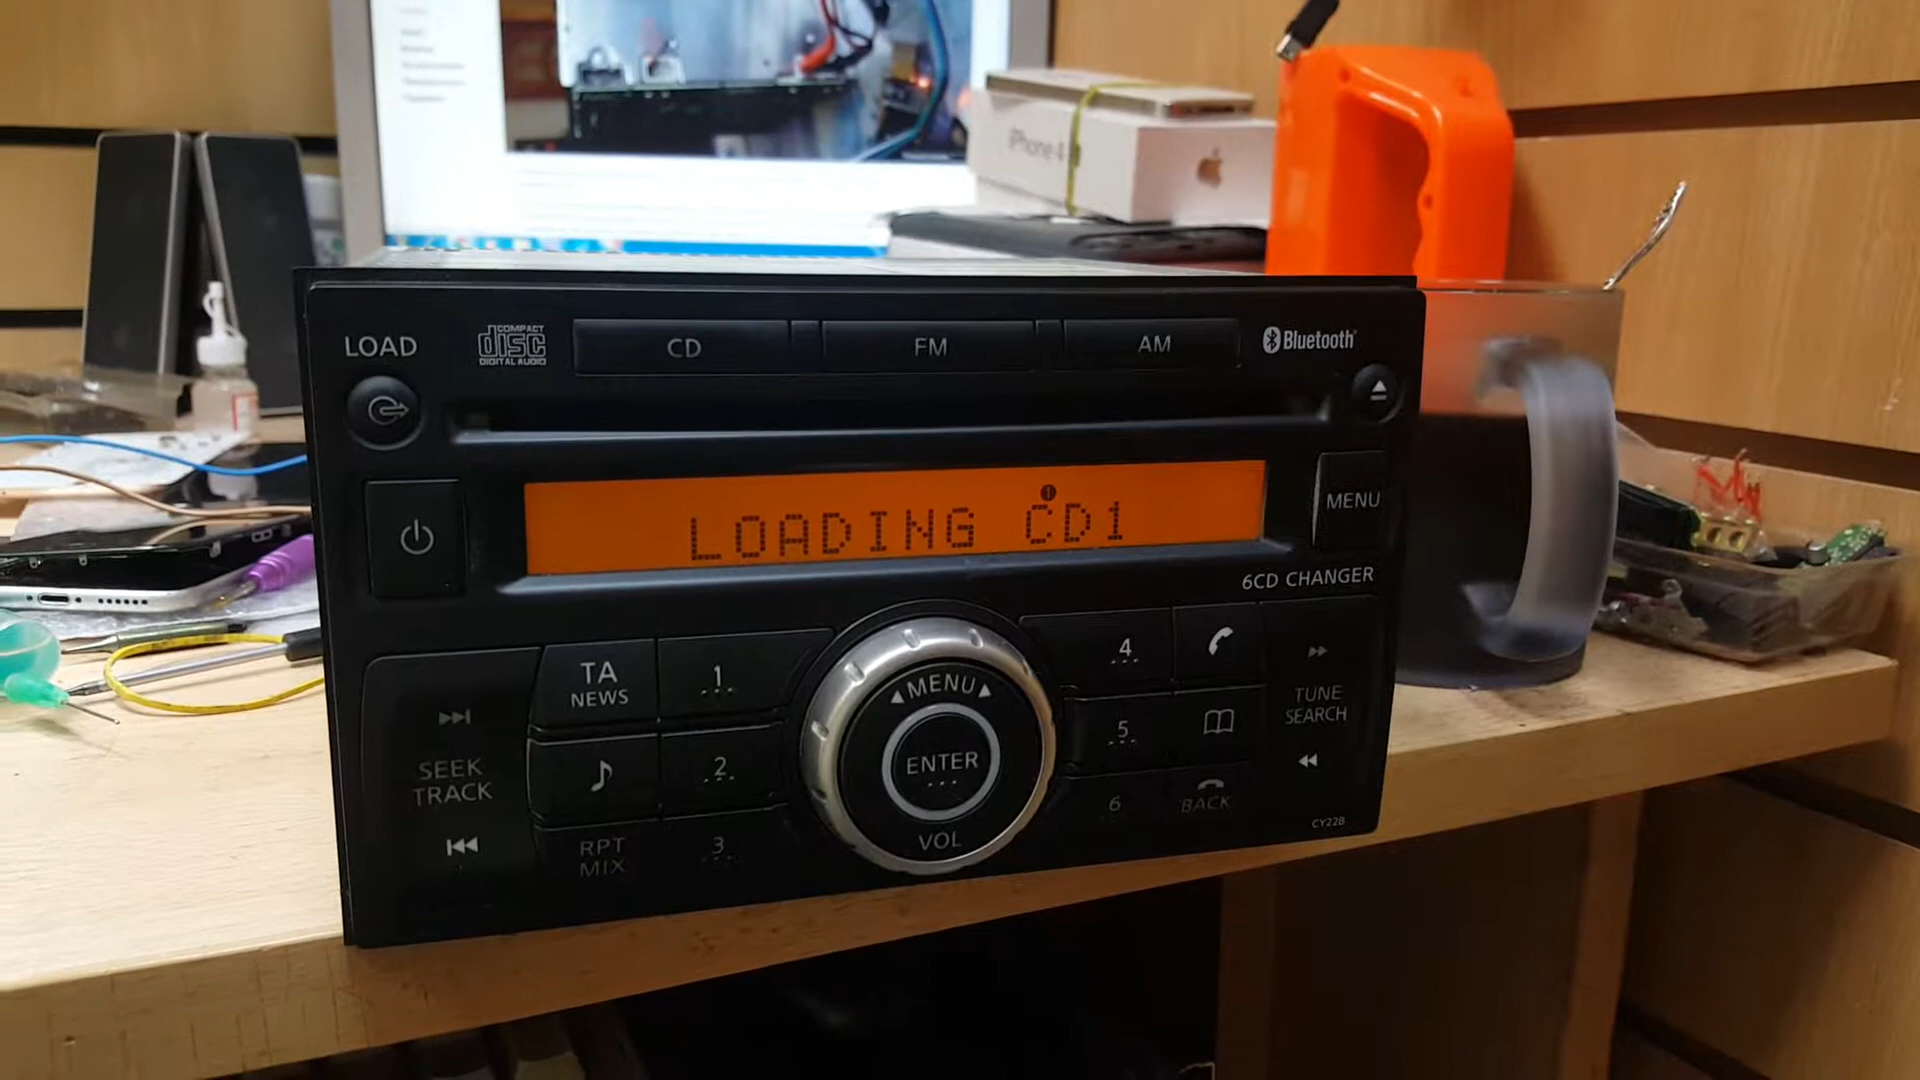 iPhone 4
LOAD
COMPACT
disc
DIGITAL AUDIO
CD
FM
AM
Bluetooth
LOADING CD1
MENU
6CD CHANGER
TA
NEWS
1
4
MENU
TUNE
SEARCH
SEEK
TRACK
2
ENTER
5
RPT
MIX
3
VOL
6
BACK
CY22B